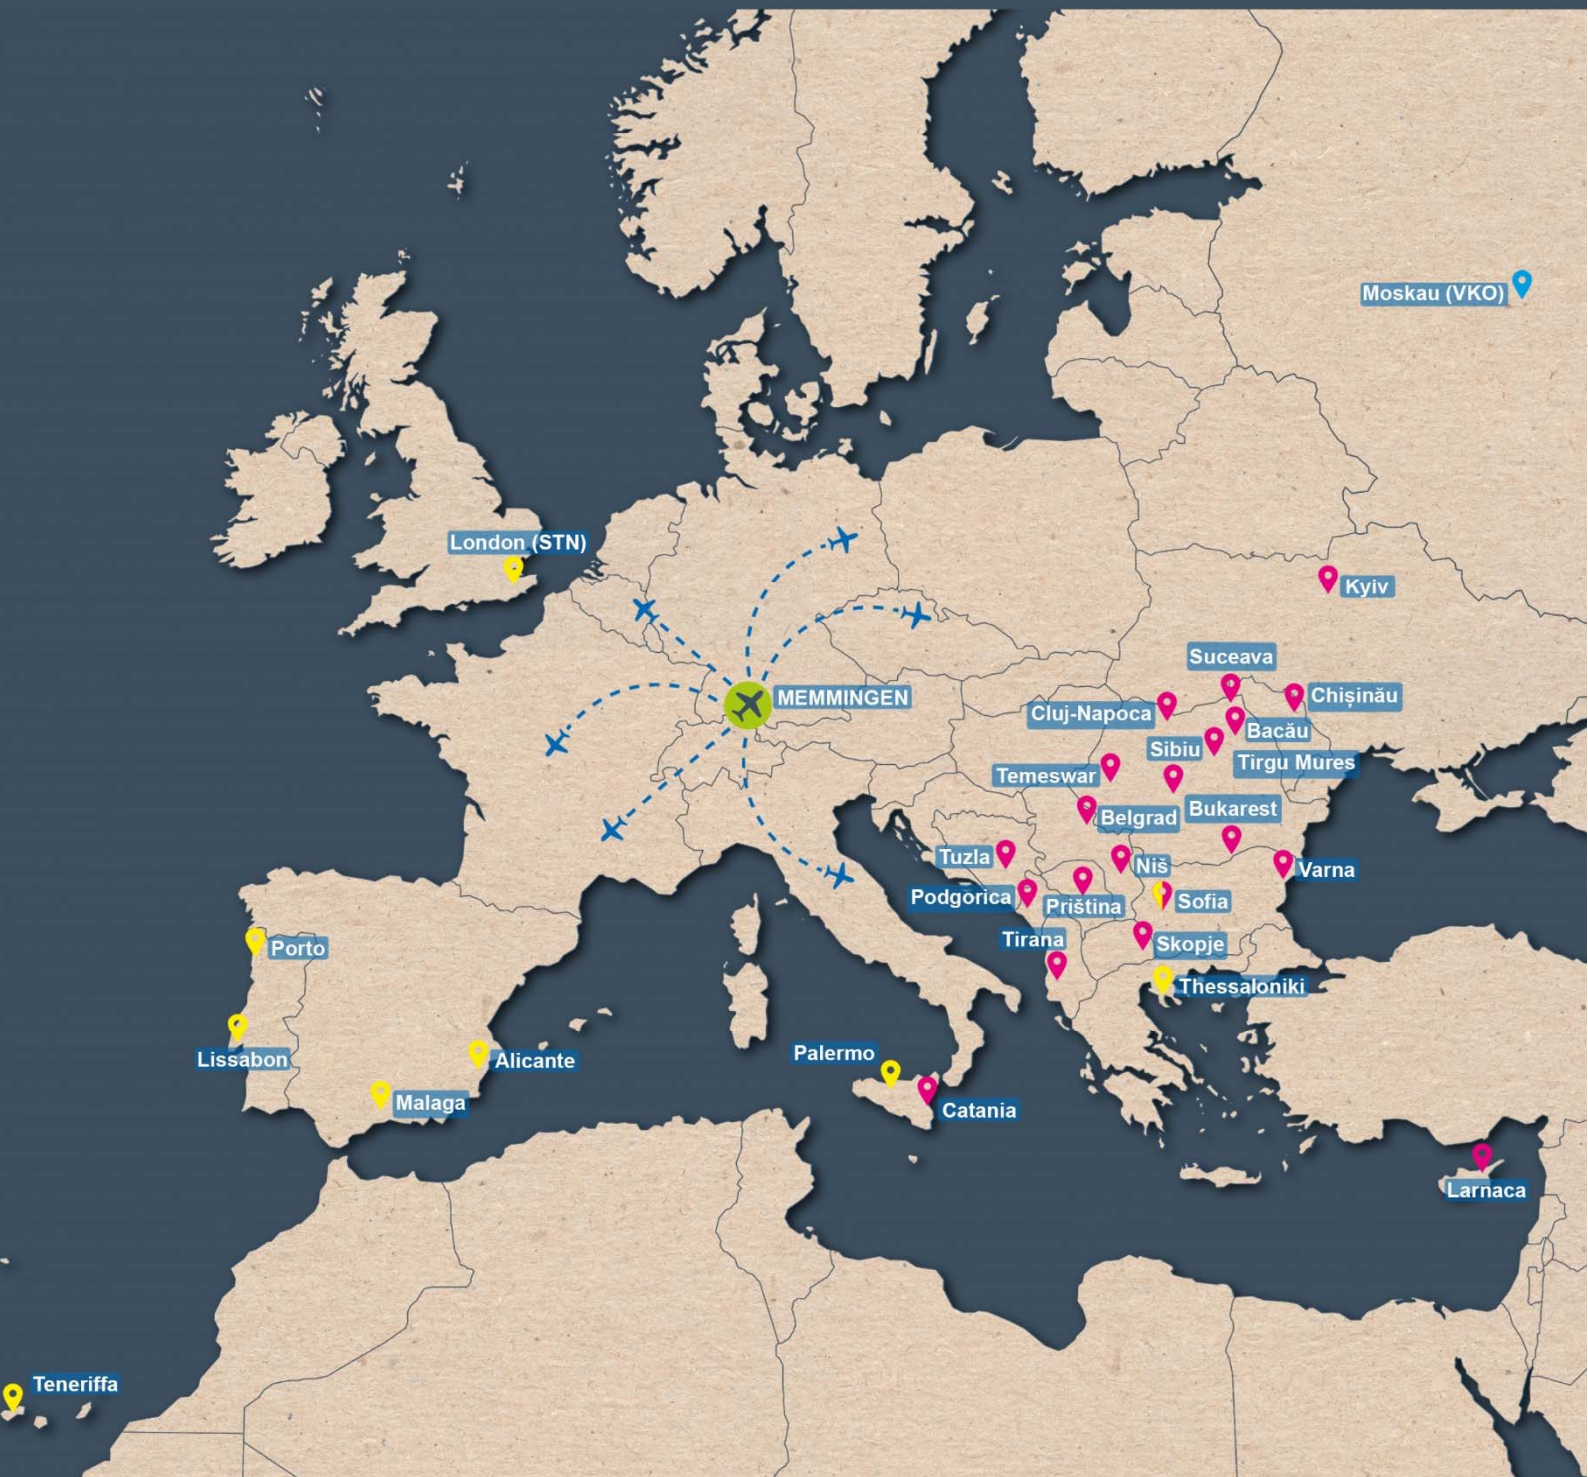 Moskau (VKO)
London (STN)
Kyiv
Suceava
MEMMINGEN
Chișinău
Cluj-Napoca
Bacău
Sibiu
Tirgu Mures
Temeswar
Bukarest
Belgrad
Tuzla
Niš
Varna
Podgorica
Priština
Sofia
Tirana
Skopje
Porto
Thessaloniki
Lissabon
Alicante
Palermo
Malaga
Catania
Larnaca
Teneriffa